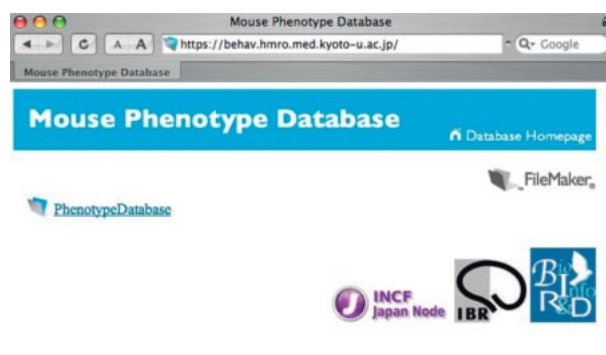 Mouse Phenotype Database
A A https://behav.hmro.med.kyoto-u.ac.jp/ Q Google
Mouse Phenotype Database
Mouse Phenotype Database
Database Homepage
FileMaker
PhenotypeDatabase
INCF
Japan Node
IBR
Bio
Info
R&D